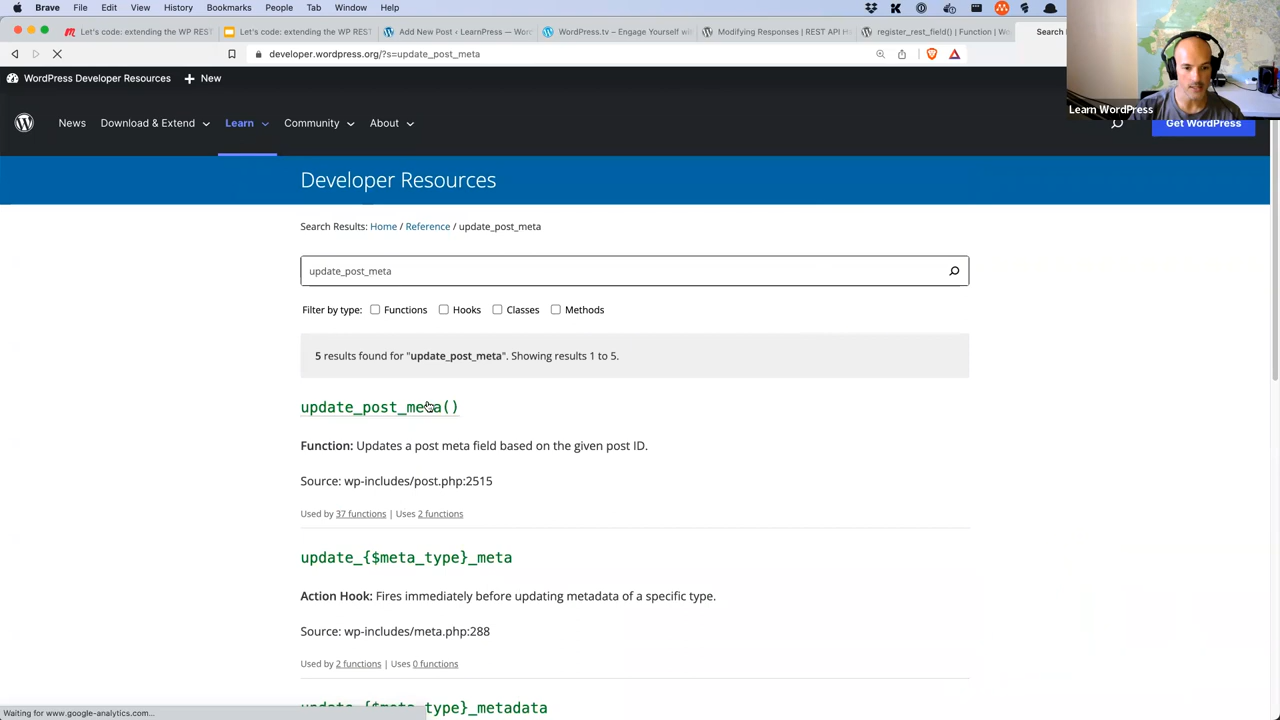 Brave File Edit View History Bookmarks People Tab Window Help
Let's code: extending the WP REST
Let's code: extending the WP REST
Add New Post ‹ LearnPress — Wor
WordPress.tv – Engage Yourself wi
Modifying Responses | REST API H
register_rest_field() | Function | Wo
Search
developer.wordpress.org/?s=update_post_meta
WordPress Developer Resources New
Learn WordPress
News Download & Extend Learn Community About
Get WordPress
Developer Resources
Search Results: Home / Reference / update_post_meta
update_post_meta
Filter by type: Functions Hooks Classes Methods
5 results found for "update_post_meta". Showing results 1 to 5.
update_post_meta()
Function: Updates a post meta field based on the given post ID.
Source: wp-includes/post.php:2515
Used by 37 functions | Uses 2 functions
update_{$meta_type}_meta
Action Hook: Fires immediately before updating metadata of a specific type.
Source: wp-includes/meta.php:288
Used by 2 functions | Uses 0 functions
update_{$meta_type}_metadata
Waiting for www.google-analytics.com...